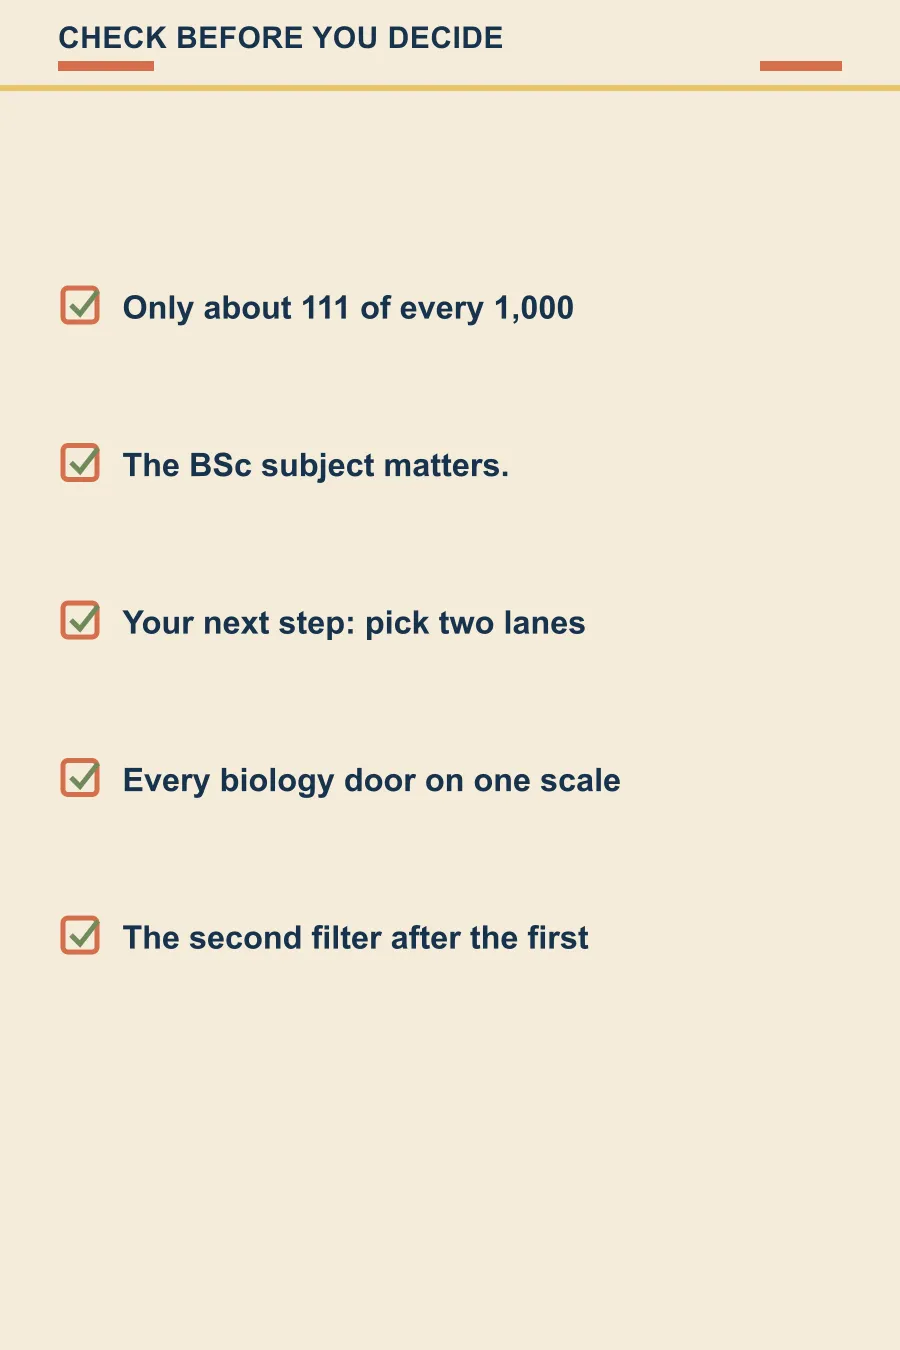 CHECK BEFORE YOU DECIDE
Only about 111 of every 1,000
The BSc subject matters.
Your next step: pick two lanes
Every biology door on one scale
The second filter after the first